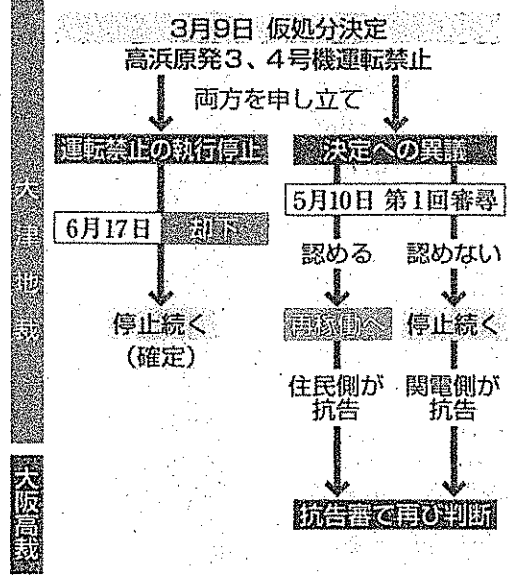 3月9日 仮処分決定
高浜原発3、4号機運転禁止
両方を申し立て
運転禁止の執行停止
決定への異議
5月10日 第1回審尋
6月17日 却下
認める
認めない
停止続く
(確定)
再稼働へ
停止続く
住民側が
抗告
関電側が
抗告
抗告審で再び判断
大津地裁
大阪高裁